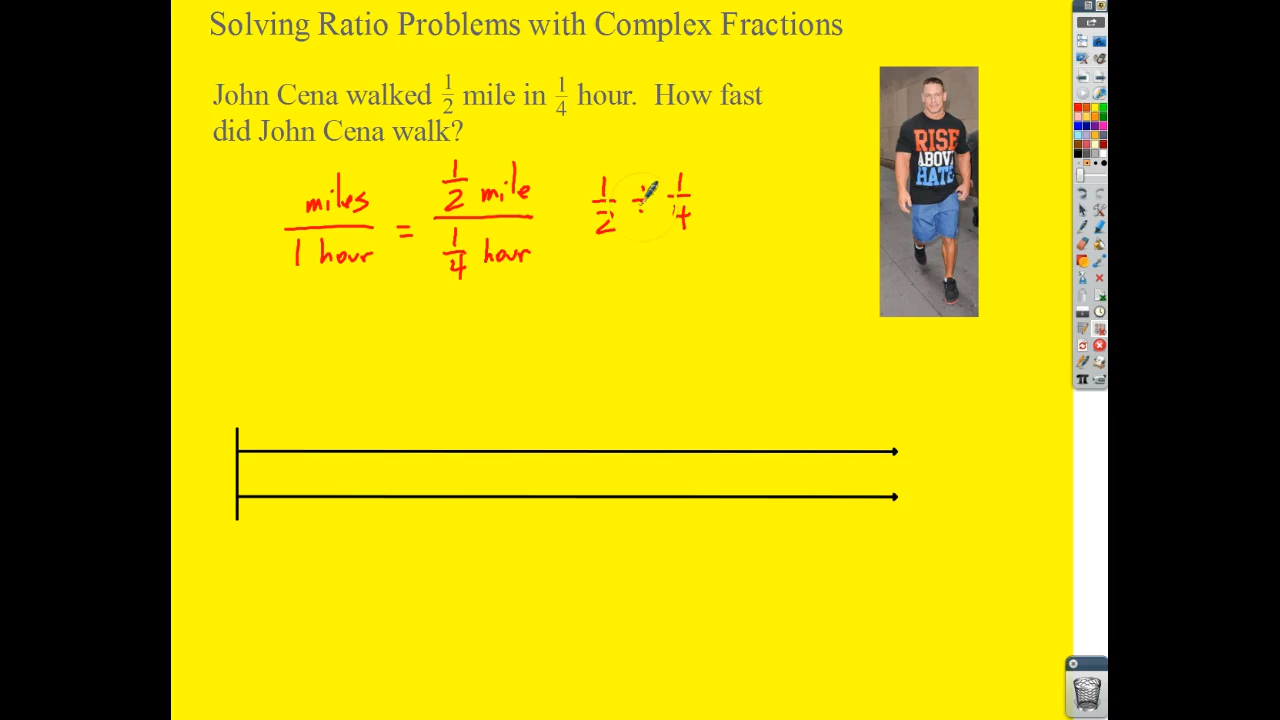 Solving Ratio Problems with Complex Fractions
John Cena walked 1/2 mile in 1/4 hour. How fast
did John Cena walk?
miles / 1 hour = 1/2 mile / 1/4 hour 1/2 ÷ 1/4
RISE
ABOVE
HATE